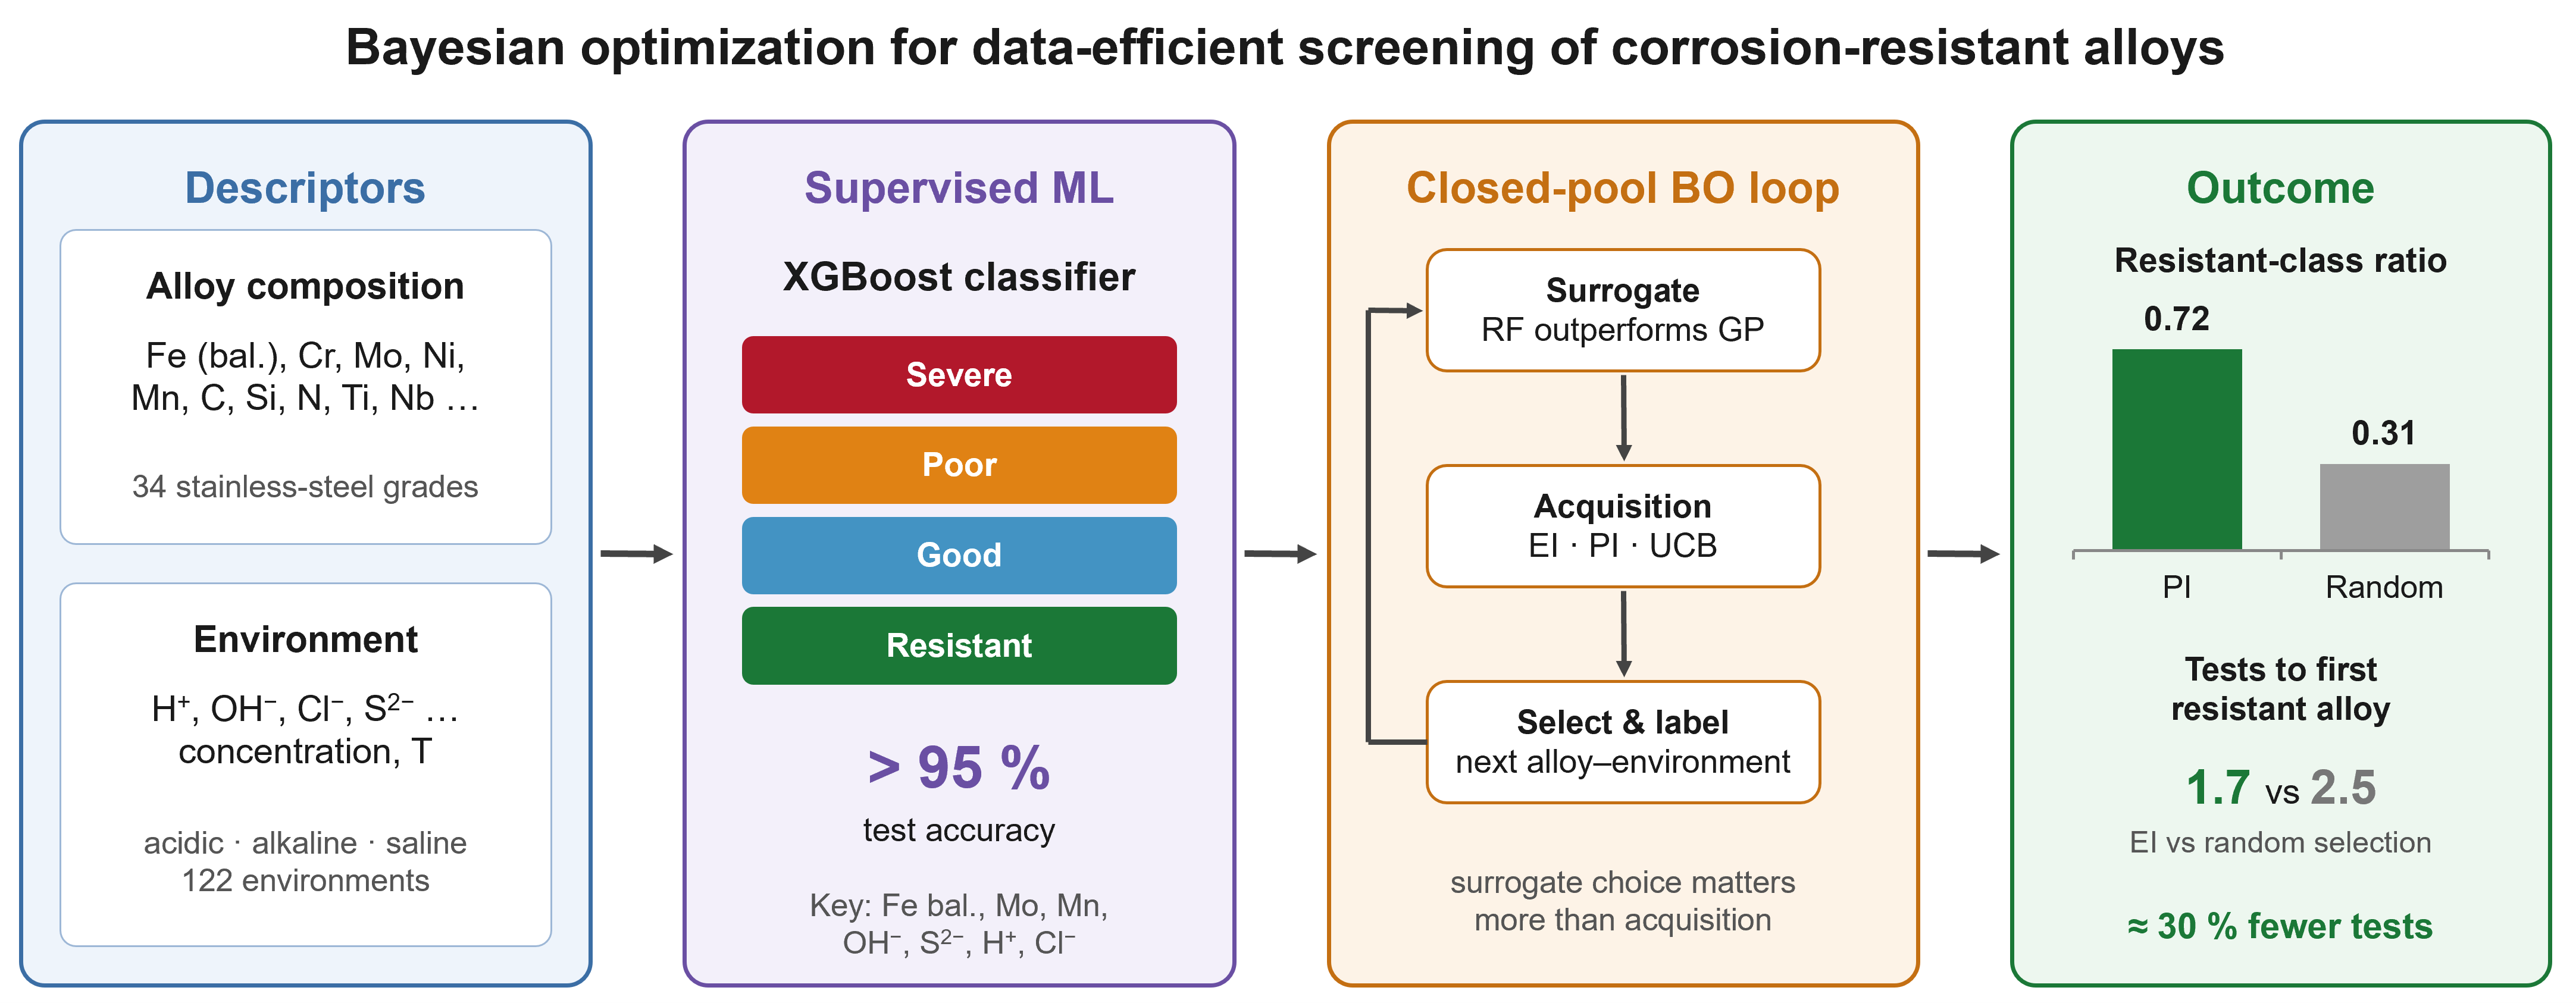 Bayesian optimization for data-efficient screening of corrosion-resistant alloys
Descriptors
Alloy composition
Fe (bal.), Cr, Mo, Ni,
Mn, C, Si, N, Ti, Nb …
34 stainless-steel grades
Environment
H⁺, OH⁻, Cl⁻, S²⁻ …
concentration, T
acidic · alkaline · saline
122 environments
Supervised ML
XGBoost classifier
Severe
Poor
Good
Resistant
> 95 %
test accuracy
Key: Fe bal., Mo, Mn,
OH⁻, S²⁻, H⁺, Cl⁻
Closed-pool BO loop
Surrogate
RF outperforms GP
Acquisition
EI · PI · UCB
Select & label
next alloy–environment
surrogate choice matters
more than acquisition
Outcome
Resistant-class ratio
0.72
0.31
PI
Random
Tests to first
resistant alloy
1.7 vs 2.5
EI vs random selection
≈ 30 % fewer tests